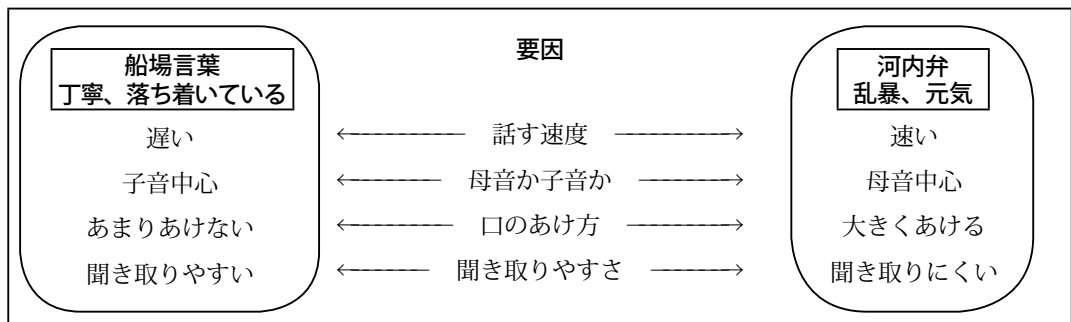 船場言葉
丁寧、落ち着いている
要因
河内弁
乱暴、元気
遅い ←――― 話す速度 ―――→ 速い
子音中心 ←――― 母音か子音か ―――→ 母音中心
あまりあけない ←――― 口のあけ方 ―――→ 大きくあける
聞き取りやすい ←――― 聞き取りやすさ ―――→ 聞き取りにくい